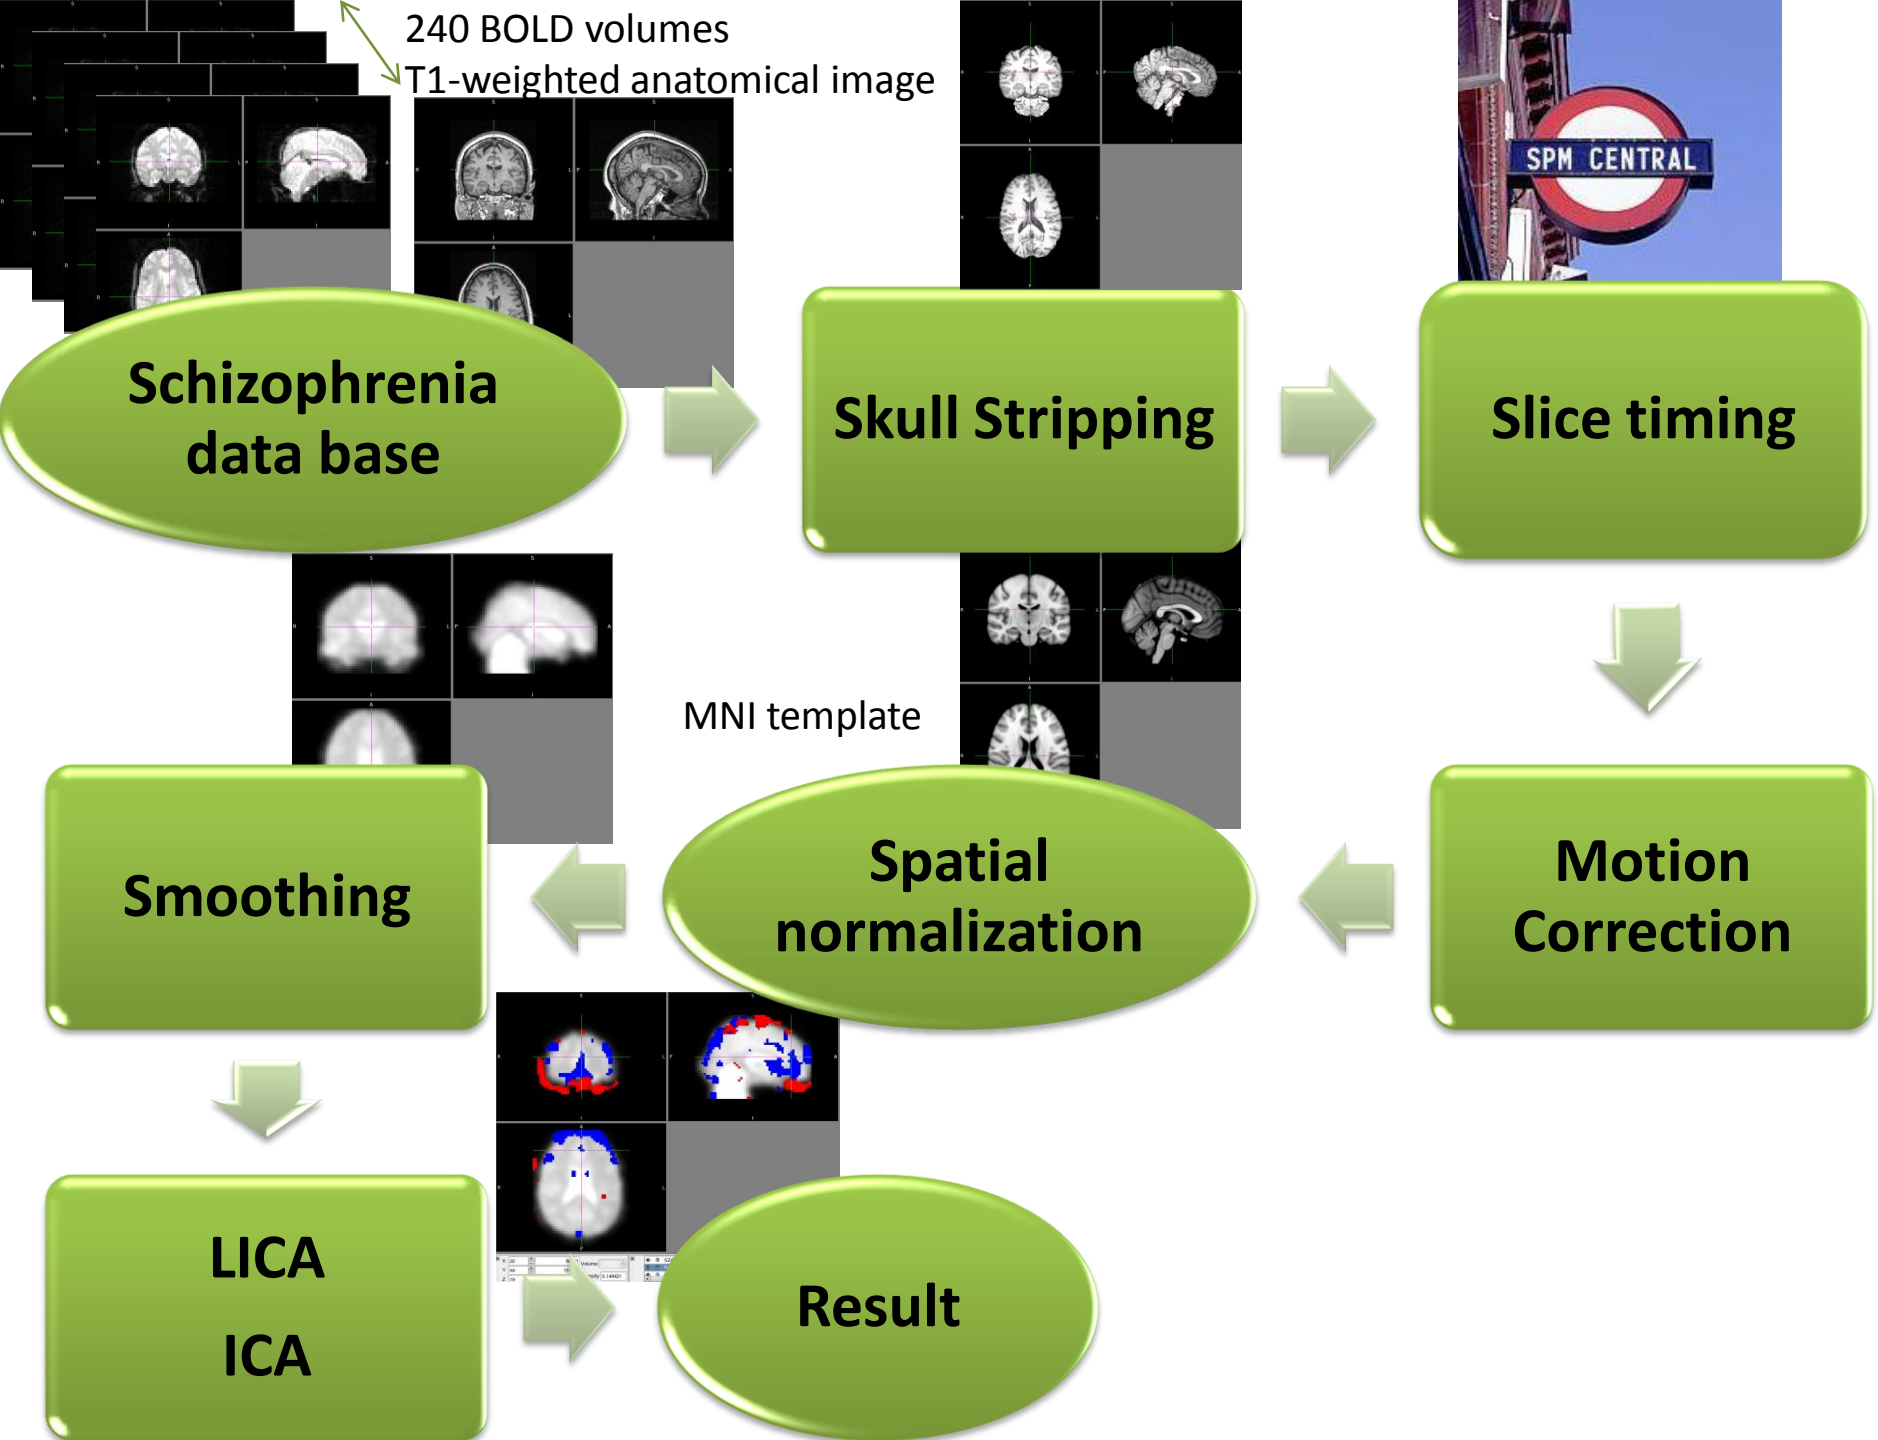 240 BOLD volumes
T1-weighted anatomical image
SPM CENTRAL
Schizophrenia
data base
Skull Stripping
Slice timing
MNI template
Smoothing
Spatial
normalization
Motion
Correction
LICA
ICA
Result